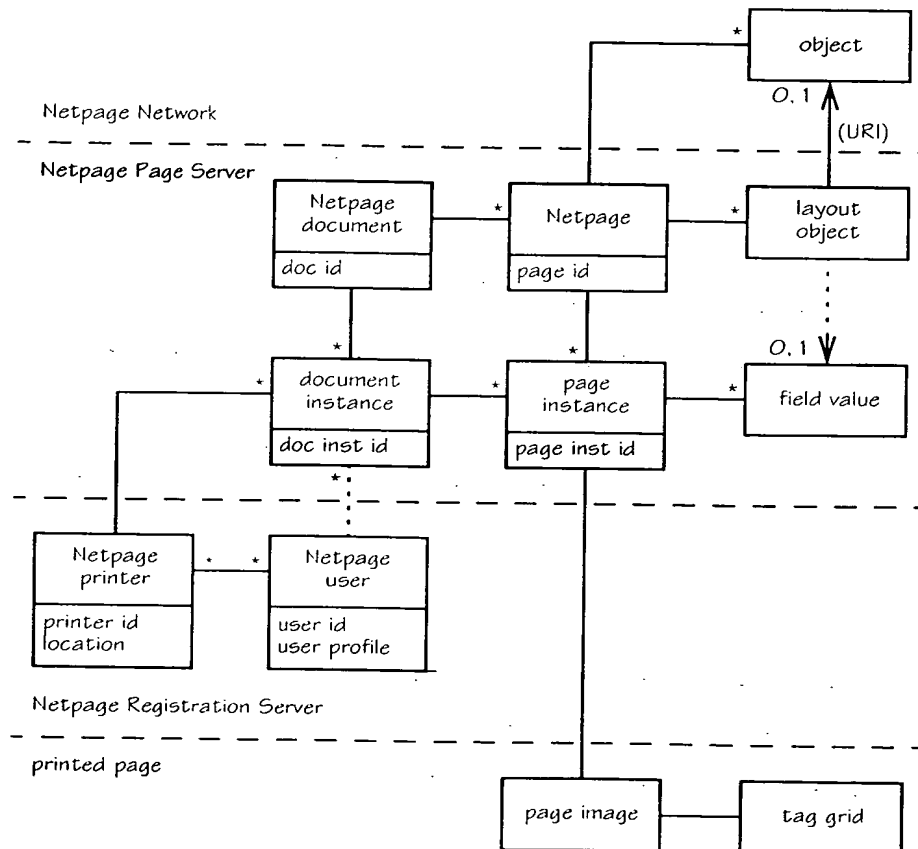 *
object
0.1
Netpage Network
(URI)
Netpage Page Server
Netpage
document
doc id
*
Netpage
page id
*
layout
object
*
*
0.1
*
document
instance
doc inst id
*
page
instance
page inst id
*
field value
*
Netpage
printer
printer id
location
*
*
Netpage
user
user id
user profile
Netpage Registration Server
printed page
page image
tag grid